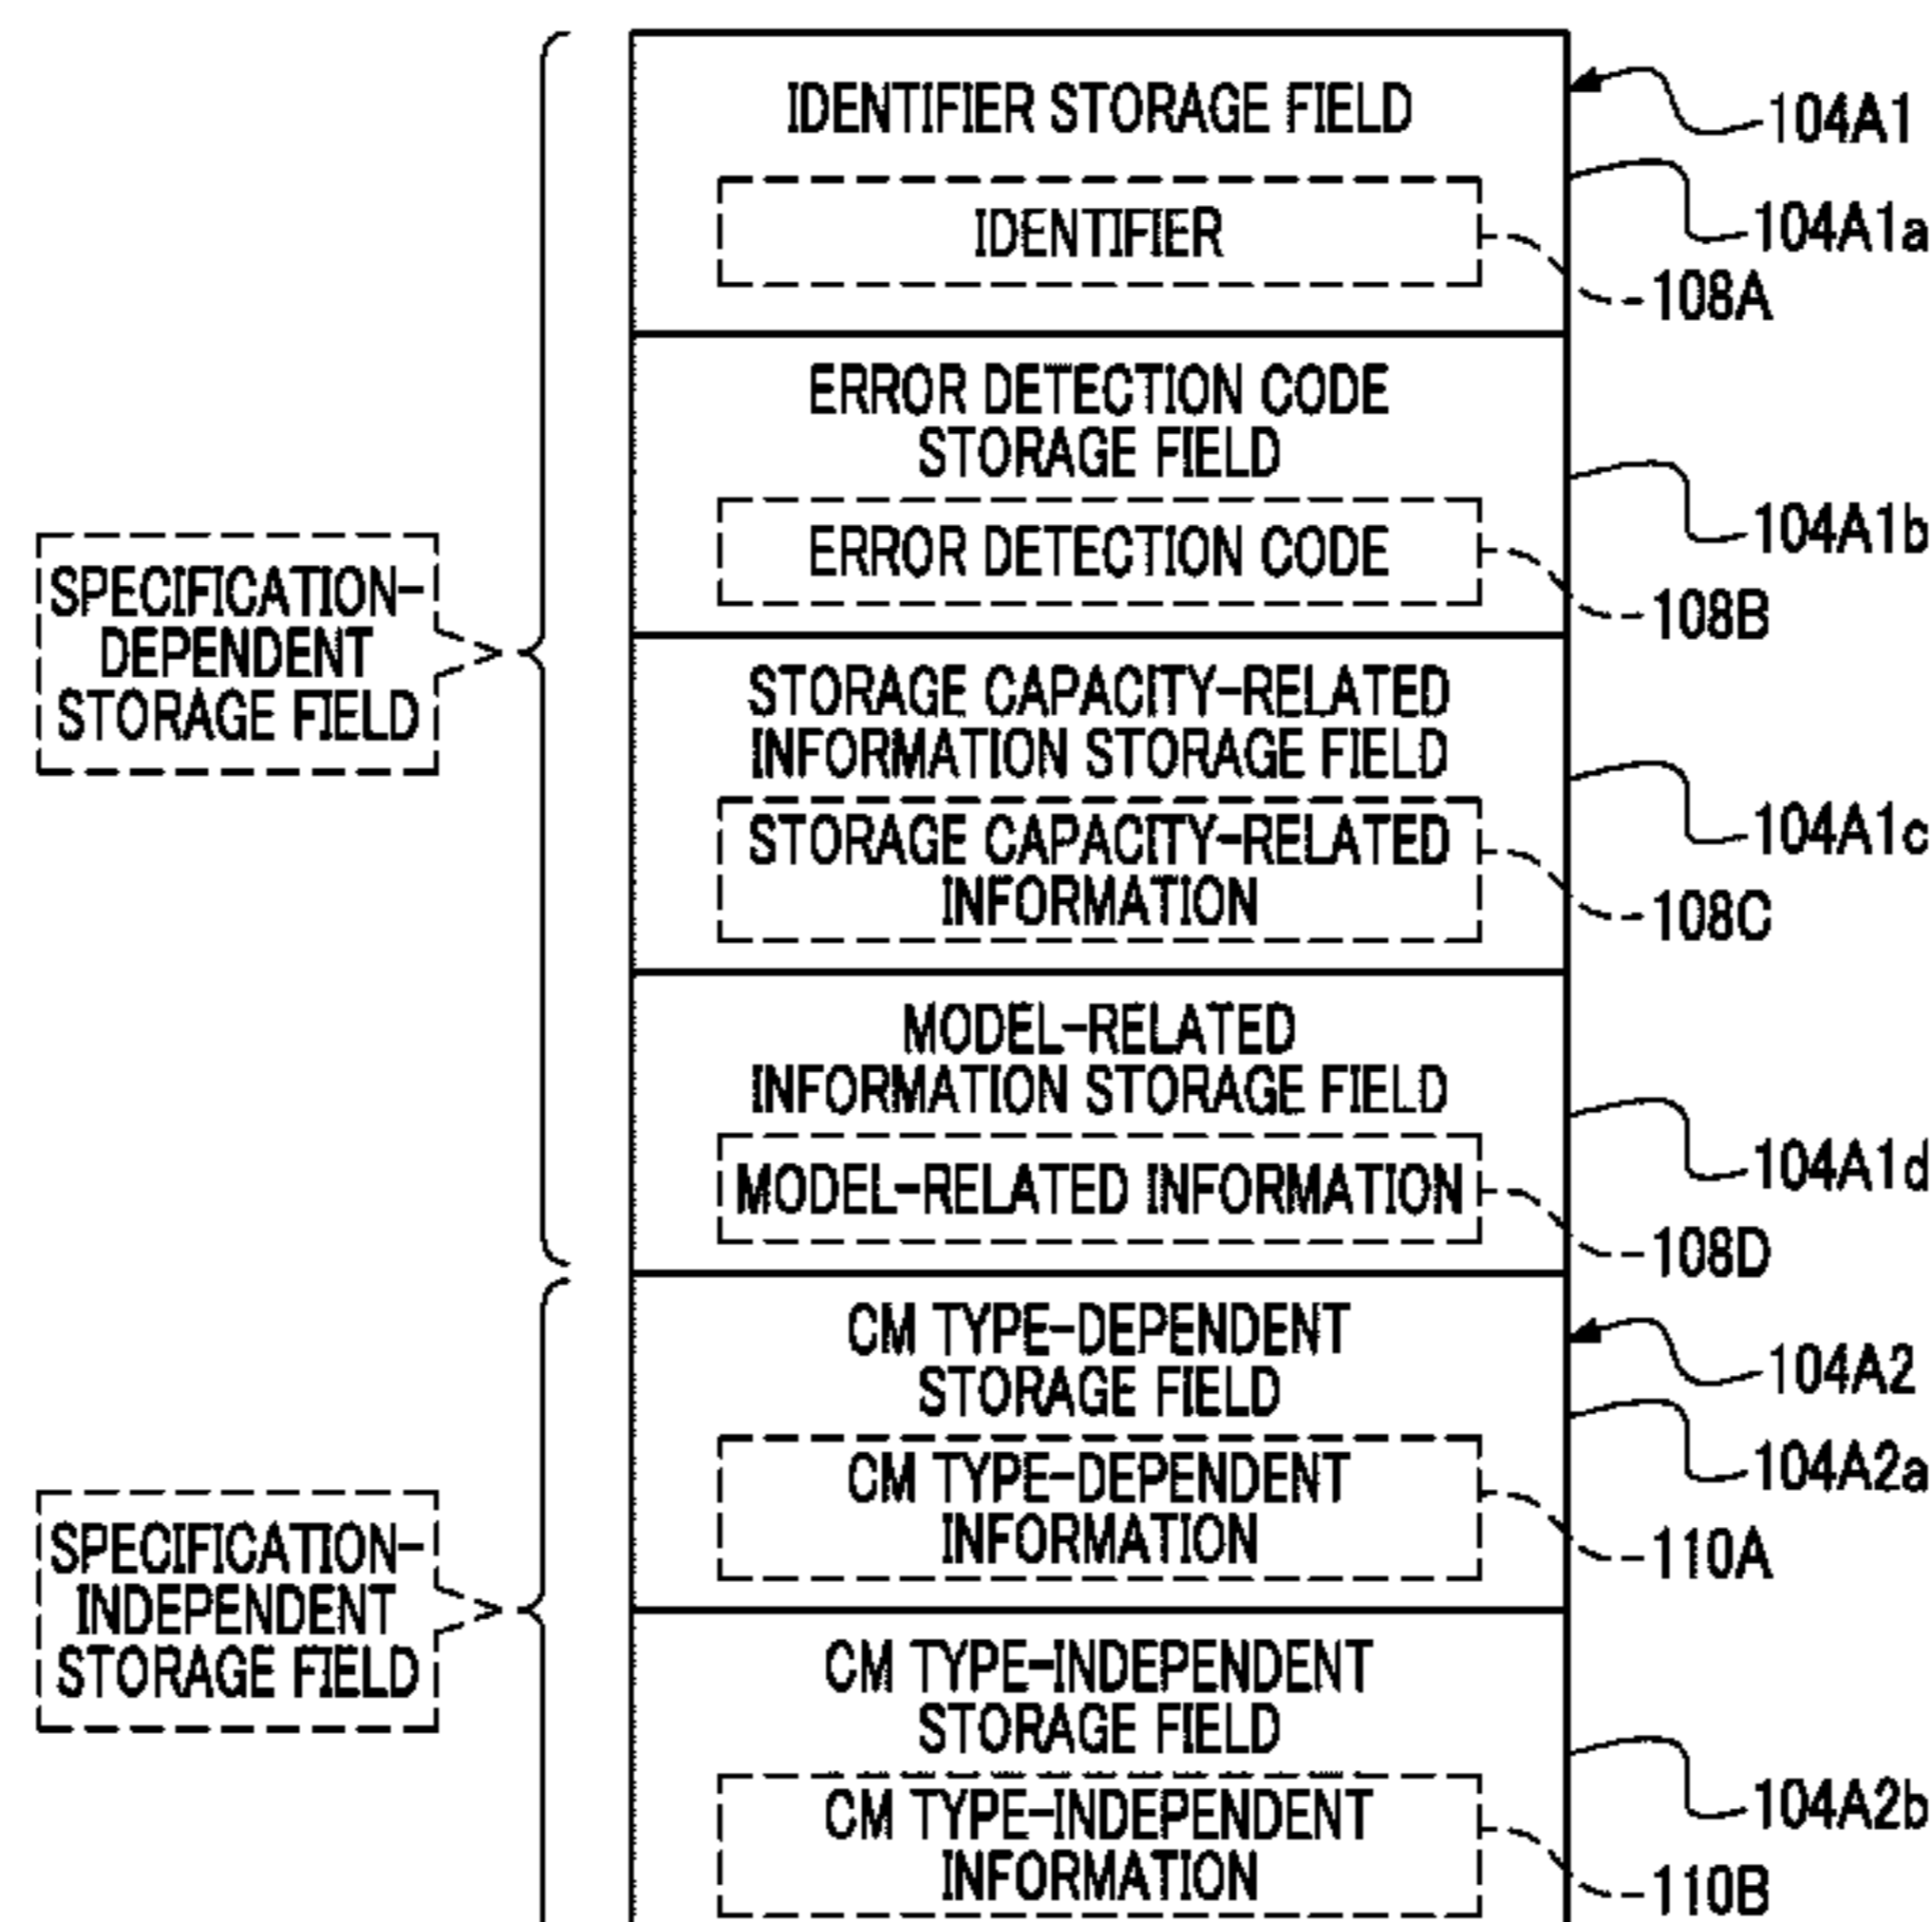 IDENTIFIER STORAGE FIELD
104A1
IDENTIFIER
104A1a
108A
ERROR DETECTION CODE
STORAGE FIELD
104A1b
ERROR DETECTION CODE
108B
SPECIFICATION-
DEPENDENT
STORAGE FIELD
STORAGE CAPACITY-RELATED
INFORMATION STORAGE FIELD
104A1c
STORAGE CAPACITY-RELATED
INFORMATION
108C
MODEL-RELATED
INFORMATION STORAGE FIELD
104A1d
MODEL-RELATED INFORMATION
108D
CM TYPE-DEPENDENT
STORAGE FIELD
104A2
104A2a
CM TYPE-DEPENDENT
INFORMATION
110A
SPECIFICATION-
INDEPENDENT
STORAGE FIELD
CM TYPE-INDEPENDENT
STORAGE FIELD
104A2b
CM TYPE-INDEPENDENT
INFORMATION
110B